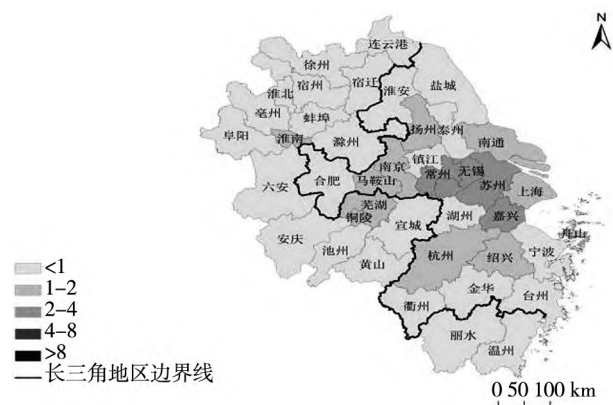 N
连云港
徐州
宿州
宿迁
淮安
盐城
淮北
亳州
蚌埠
扬州
泰州
阜阳
淮南
滁州
南通
镇江
南京
常州
无锡
六安
合肥
马鞍山
苏州
上海
芜湖
铜陵
宣城
湖州
嘉兴
舟山
安庆
池州
黄山
杭州
绍兴
宁波
金华
衢州
台州
丽水
温州
<1
1-2
2-4
4-8
>8
长三角地区边界线
0 50 100 km